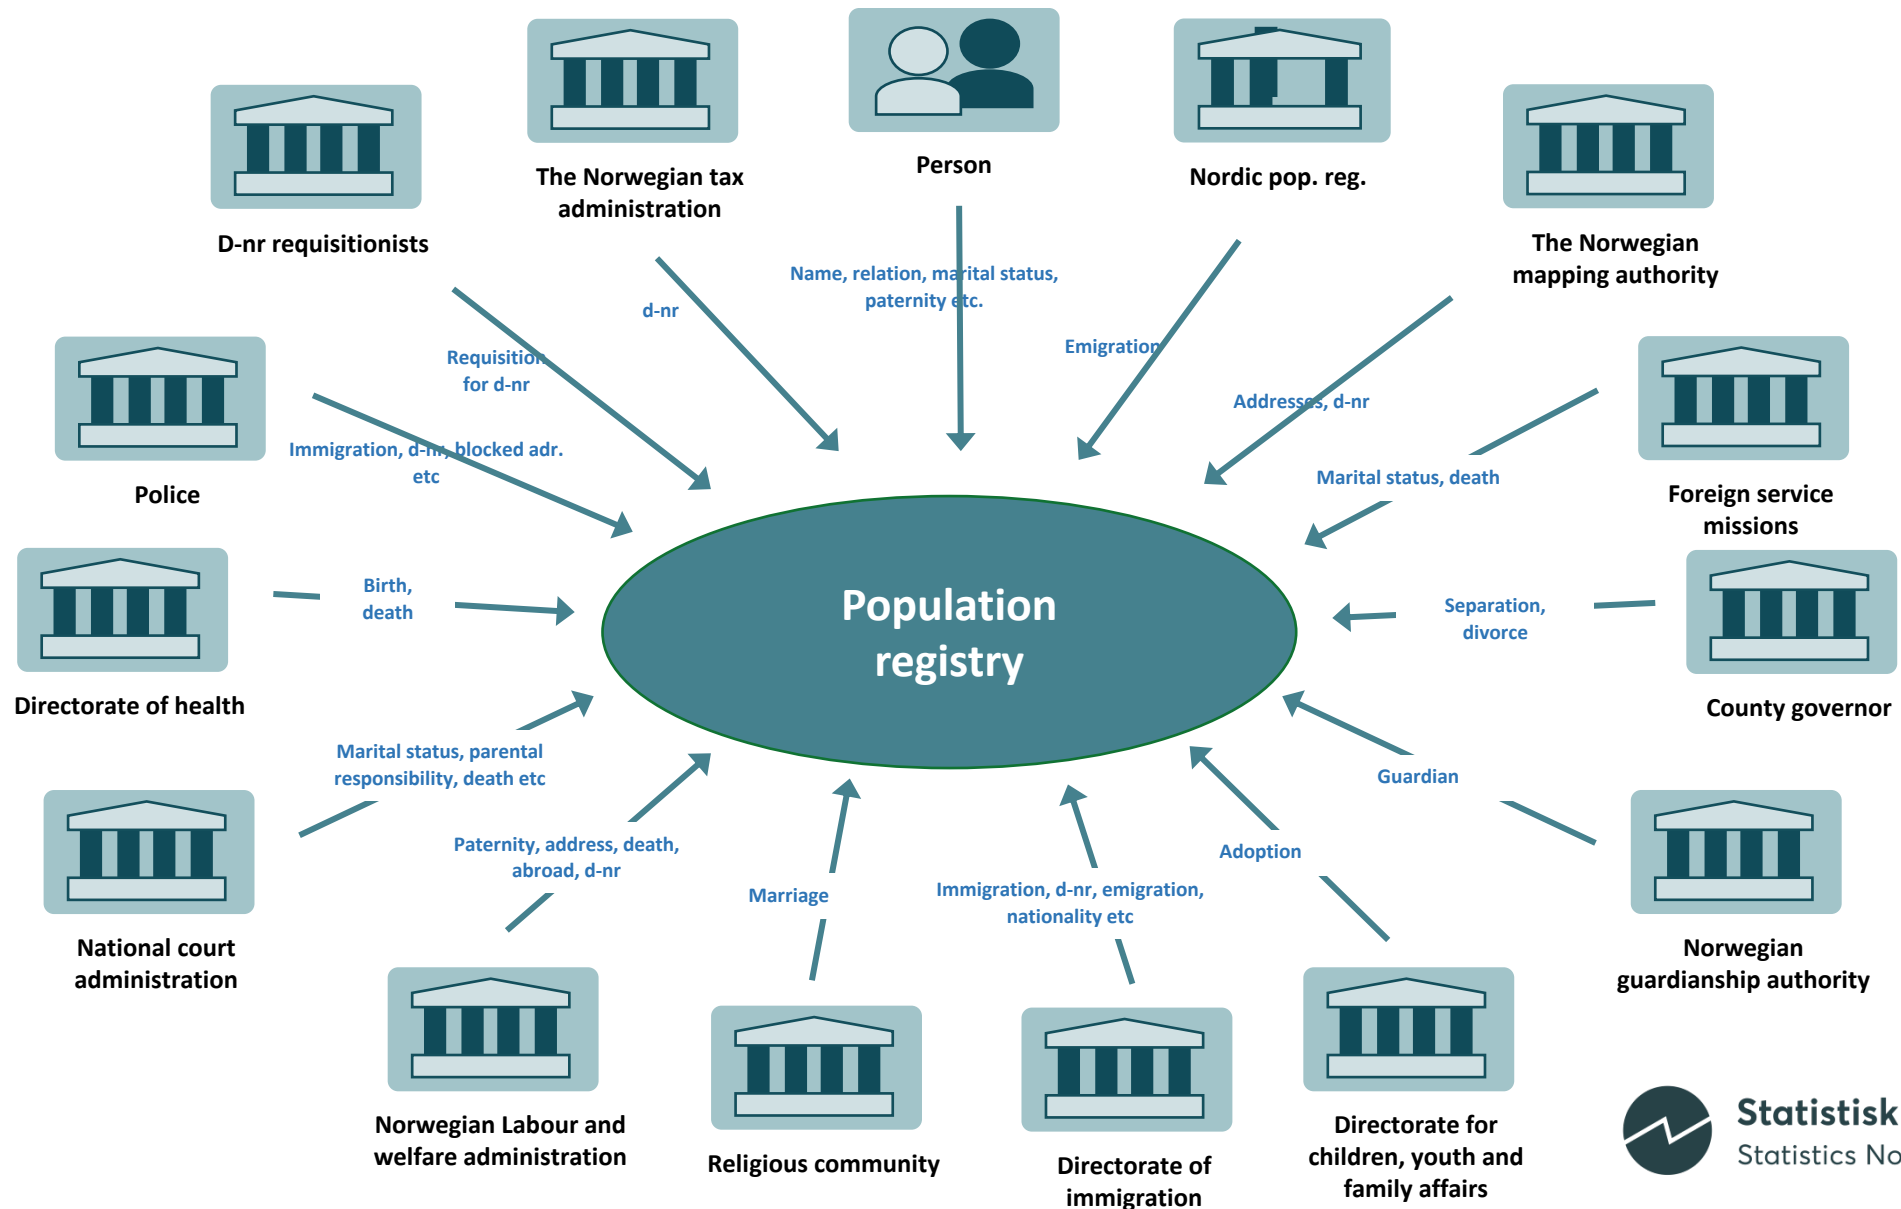 Person
The Norwegian tax
administration
Nordic pop. reg.
D-nr requisitionists
The Norwegian
mapping authority
Name, relation, marital status,
paternity etc.
d-nr
Emigration
Requisition
for d-nr
Addresses, d-nr
Immigration, d-nr, blocked adr.
etc
Marital status, death
Police
Foreign service
missions
Birth,
death
Population
registry
Separation,
divorce
Directorate of health
County governor
Marital status, parental
responsibility, death etc
Guardian
Paternity, address, death,
abroad, d-nr
Adoption
Marriage
Immigration, d-nr, emigration,
nationality etc
National court
administration
Norwegian
guardianship authority
Norwegian Labour and
welfare administration
Religious community
Directorate of
immigration
Directorate for
children, youth and
family affairs
Statistisk
Statistics No